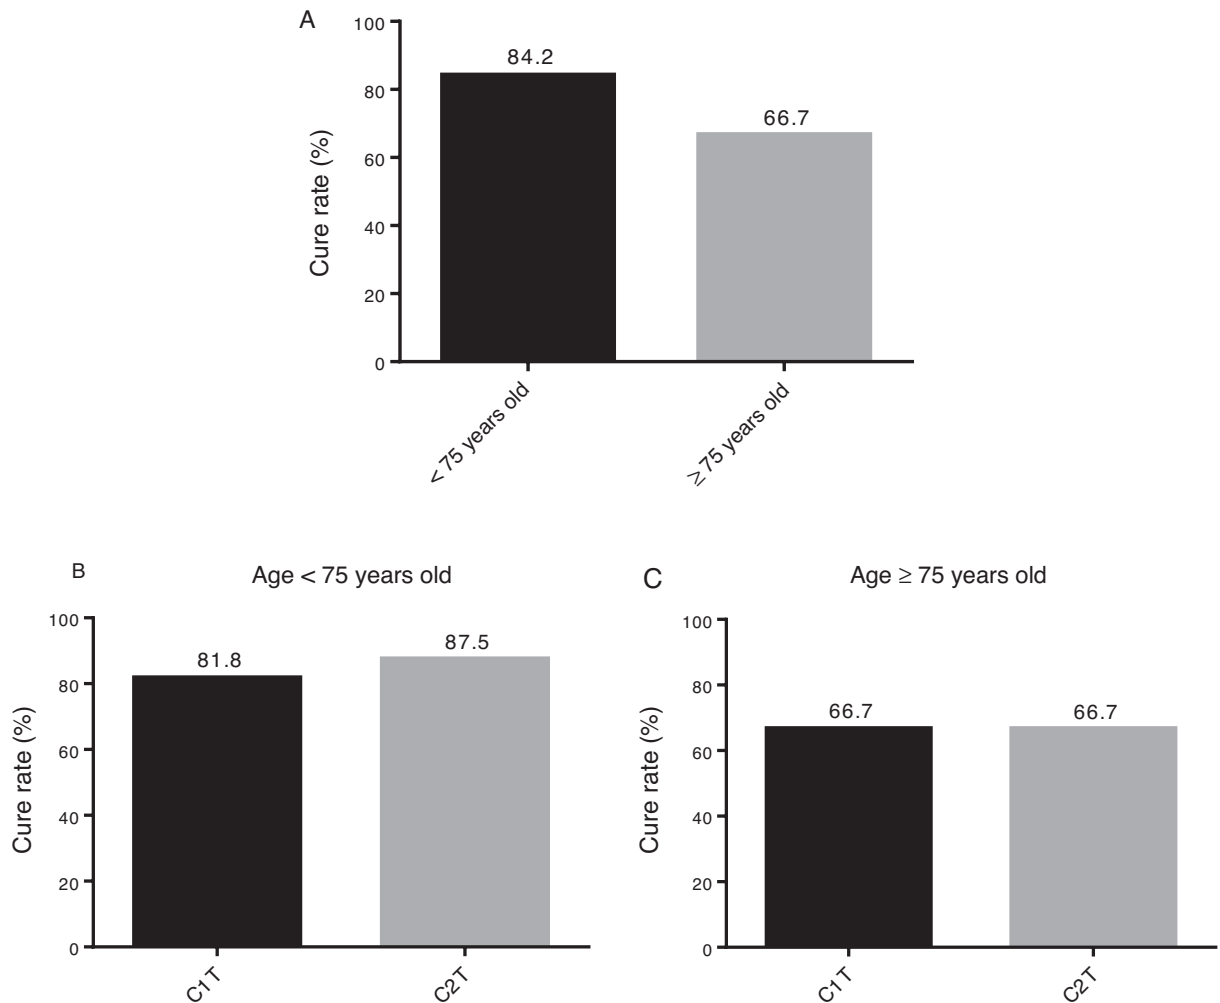 A
100
80
60
40
20
0
Cure rate (%)
84.2
66.7
< 75 years old
≥ 75 years old
B
Age < 75 years old
100
80
60
40
20
0
Cure rate (%)
81.8
87.5
C1T
C2T
C
Age ≥ 75 years old
100
80
60
40
20
0
Cure rate (%)
66.7
66.7
C1T
C2T